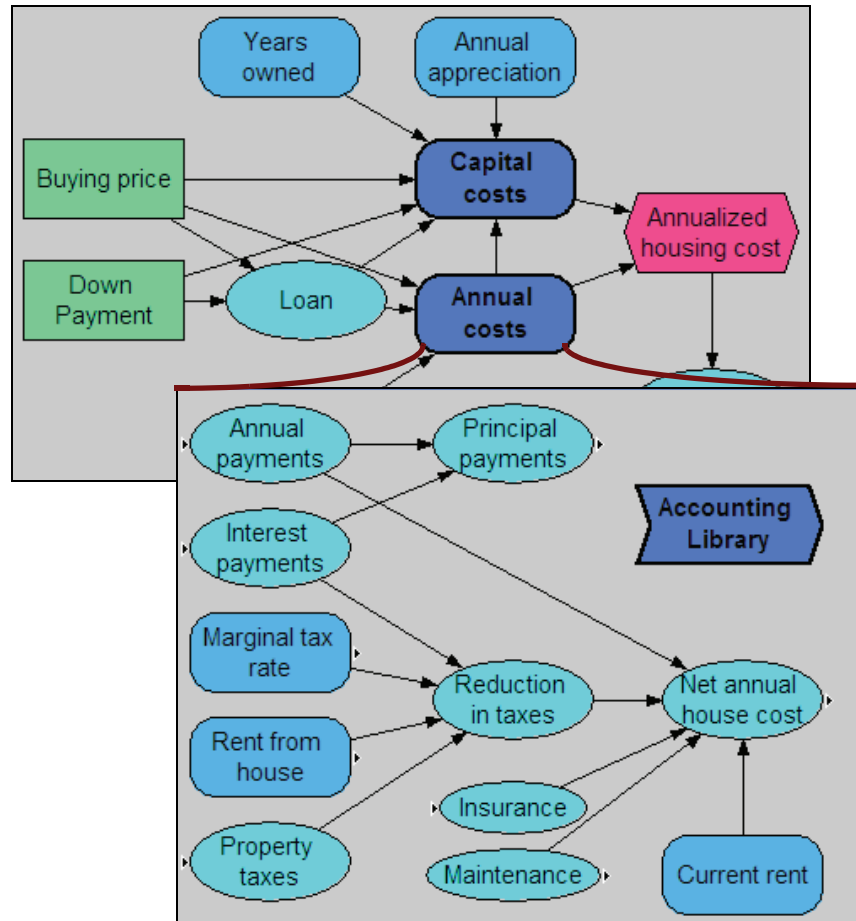 Years
owned
Annual
appreciation
Buying price
Capital
costs
Annualized
housing cost
Down
Payment
Loan
Annual
costs
Annual
payments
Principal
payments
Accounting
Library
Interest
payments
Marginal tax
rate
Reduction
in taxes
Net annual
house cost
Rent from
house
Insurance
Property
taxes
Maintenance
Current rent